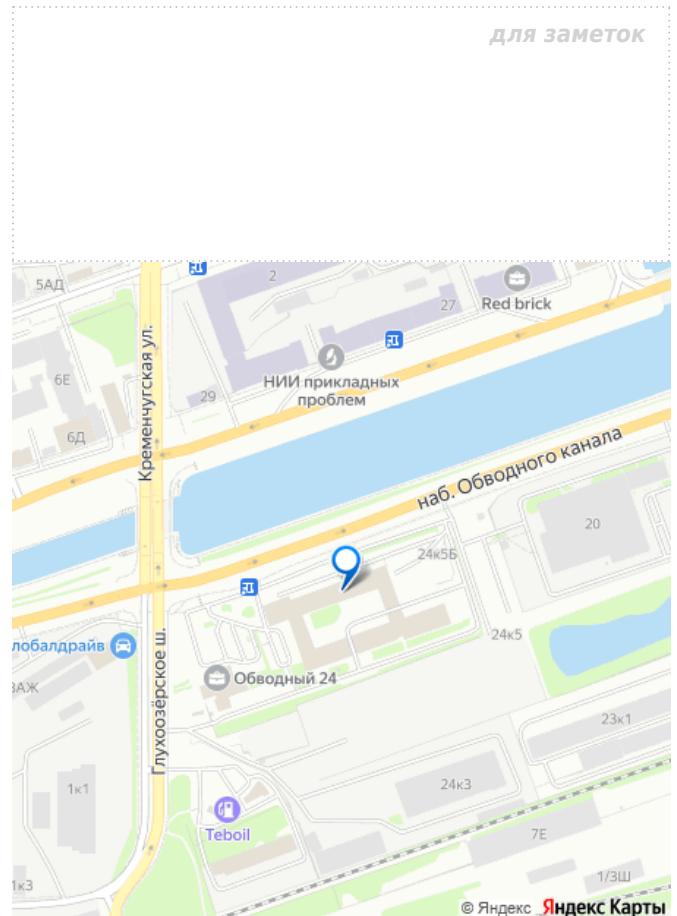 для заметок
5АД
2
Red brick
27
Кременчугская ул.
НИИ прикладных
проблем
6Е
29
6Д
наб. Обводного канала
20
24к5Б
24к5
лобалдрайв
Обводный 24
ЗАЖ
Глухоозёрское ш.
23к1
1к1
24к3
Teboil
7Е
1/3Ш
1к3
© Яндекс Яндекс Карты